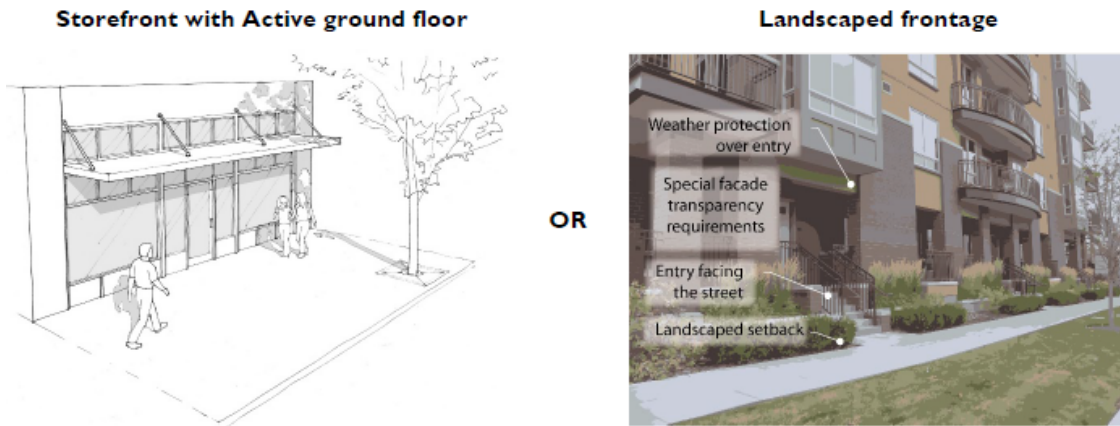 Storefront with Active ground floor
Landscaped frontage
OR
Weather protection
over entry
Special facade
transparency
requirements
Entry facing
the street
Landscaped setback